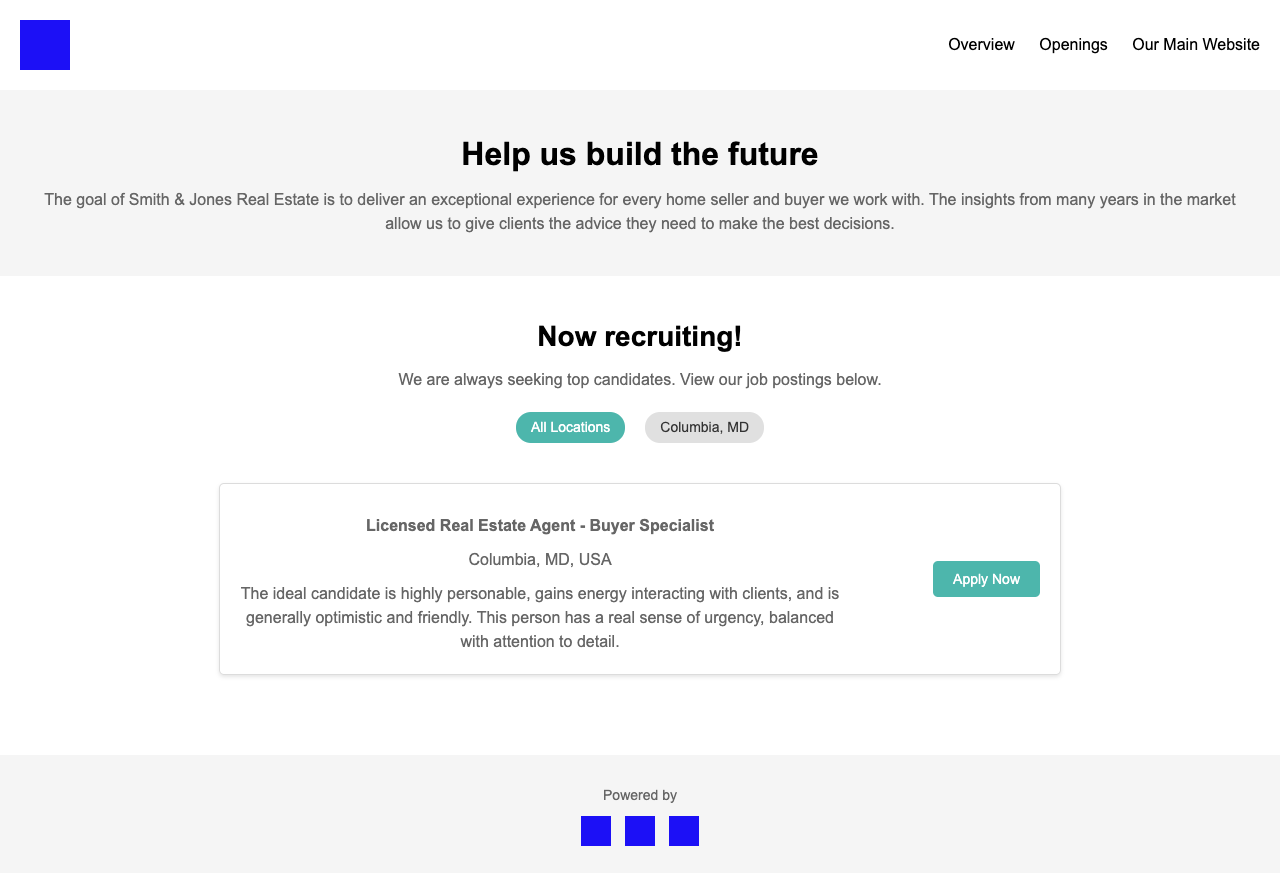 Overview Openings Our Main Website
Help us build the future
The goal of Smith & Jones Real Estate is to deliver an exceptional experience for every home seller and buyer we work with. The insights from many years in the market
allow us to give clients the advice they need to make the best decisions.
Now recruiting!
We are always seeking top candidates. View our job postings below.
All Locations Columbia, MD
Licensed Real Estate Agent - Buyer Specialist
Columbia, MD, USA
The ideal candidate is highly personable, gains energy interacting with clients, and is
generally optimistic and friendly. This person has a real sense of urgency, balanced
with attention to detail.
Apply Now
Powered by